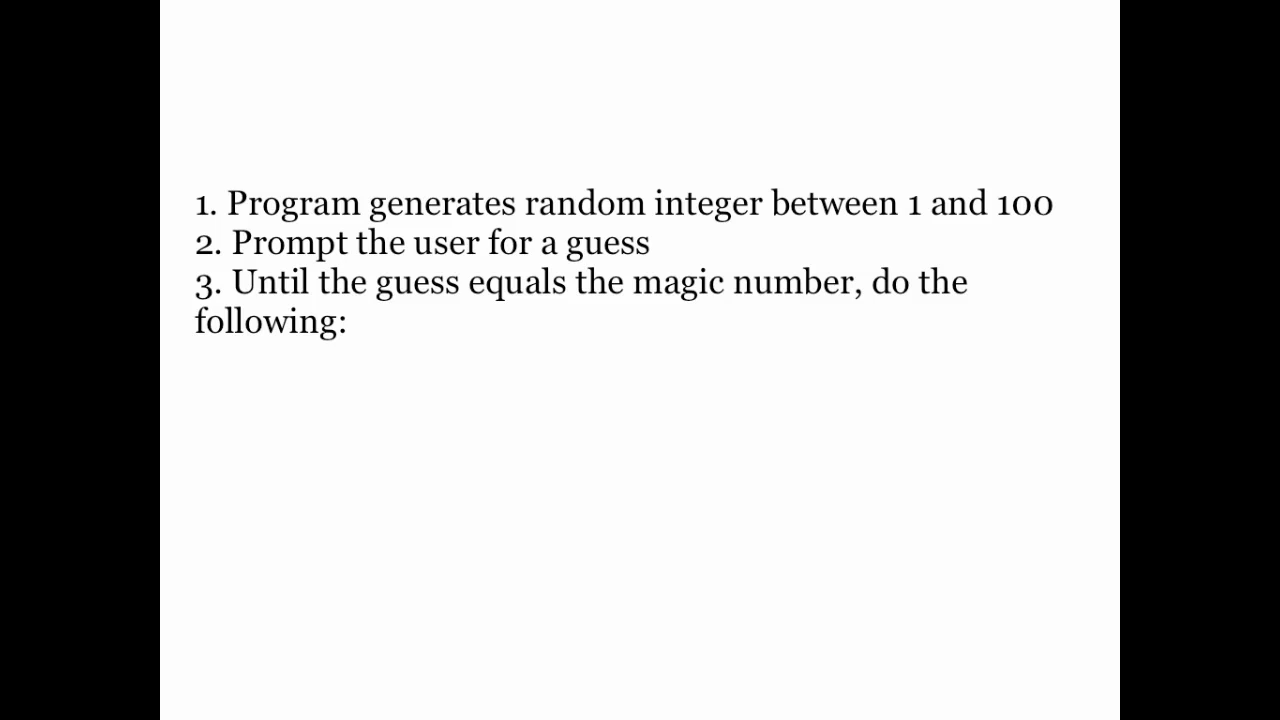 1. Program generates random integer between 1 and 100
2. Prompt the user for a guess
3. Until the guess equals the magic number, do the
following: